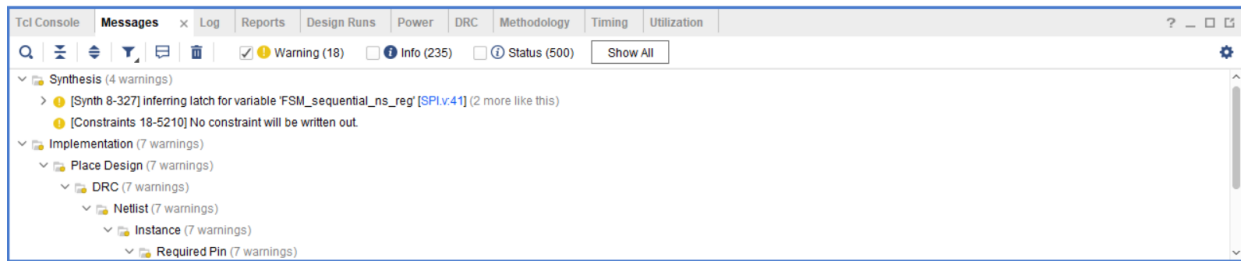 Tcl Console Messages × Log Reports Design Runs Power DRC Methodology Timing Utilization ?
Warning (18) Info (235) Status (500) Show All
Synthesis (4 warnings)
[Synth 8-327] inferring latch for variable 'FSM_sequential_ns_reg' [SPI.v:41] (2 more like this)
[Constraints 18-5210] No constraint will be written out.
Implementation (7 warnings)
Place Design (7 warnings)
DRC (7 warnings)
Netlist (7 warnings)
Instance (7 warnings)
Required Pin (7 warnings)